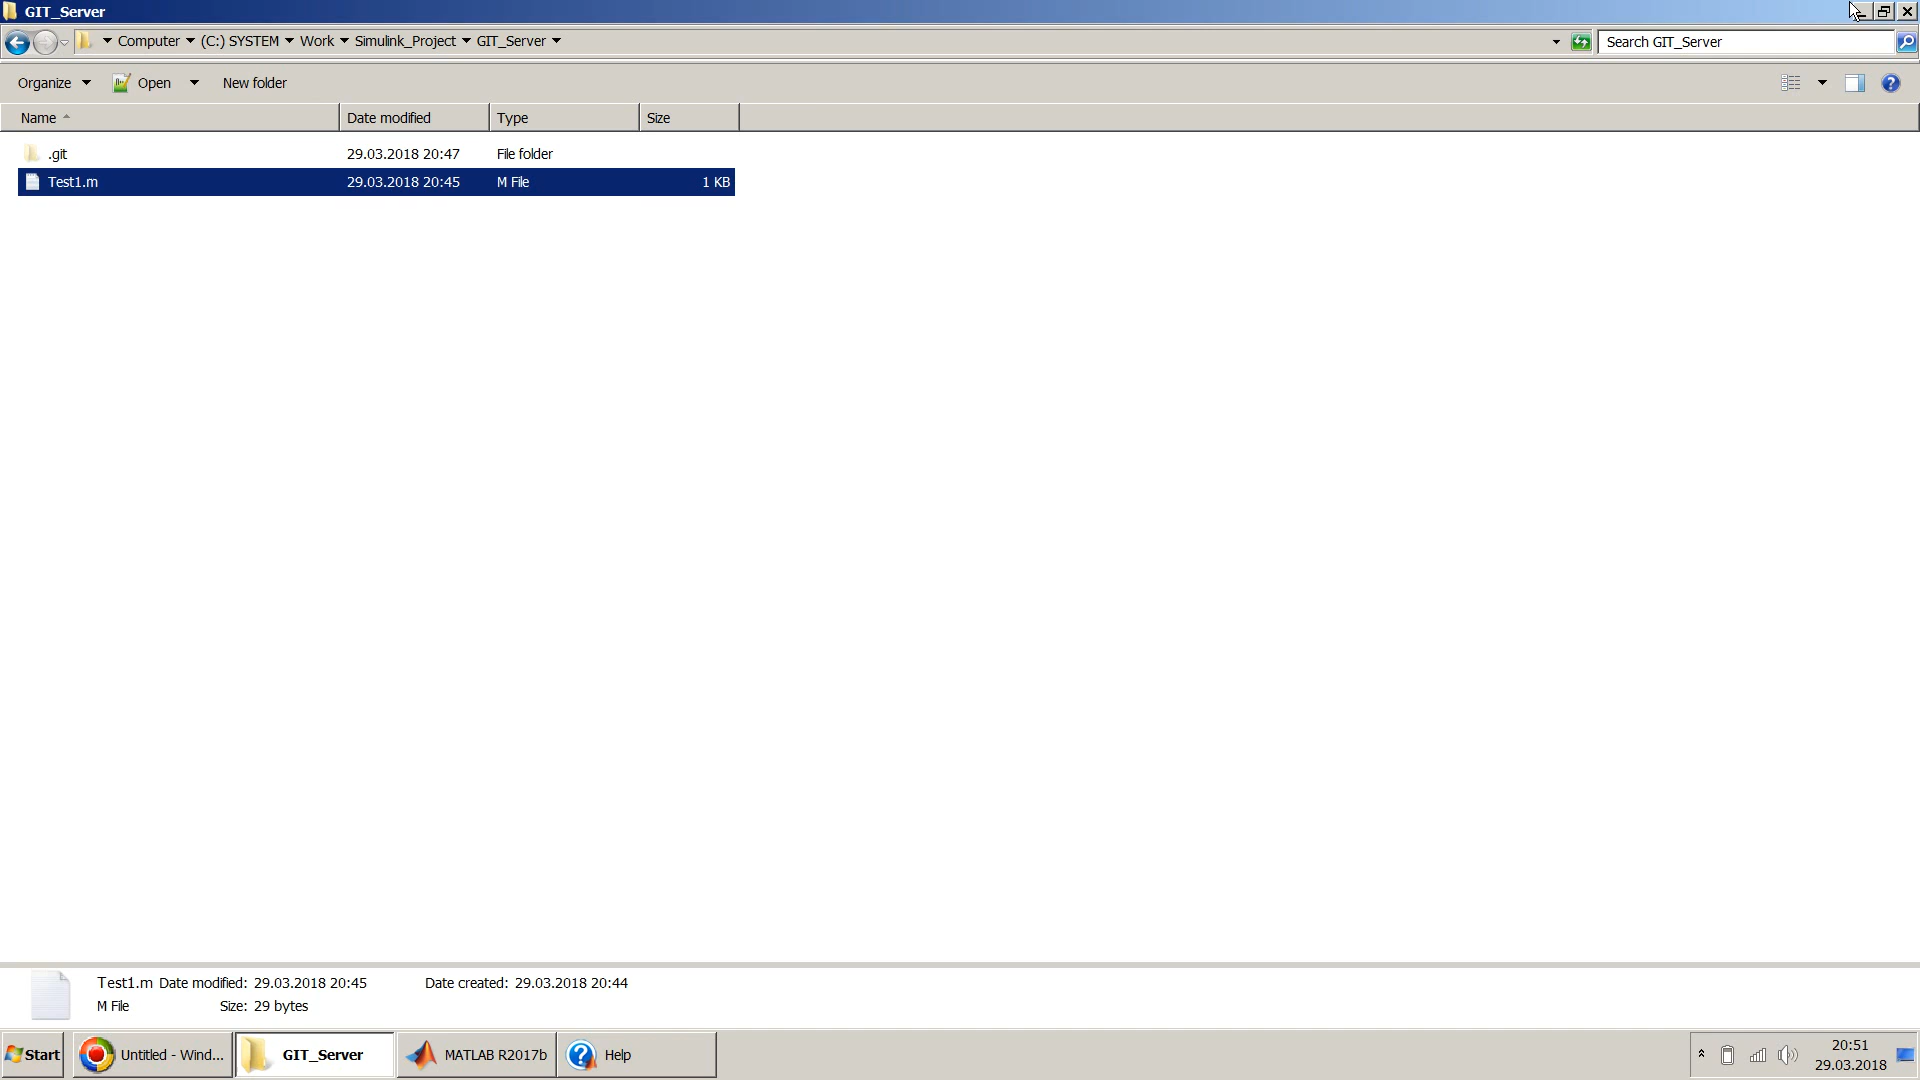 GIT_Server
Computer (C:) SYSTEM Work Simulink_Project GIT_Server Search GIT_Server
Organize Open New folder
Name Date modified Type Size
.git 29.03.2018 20:47 File folder
Test1.m 29.03.2018 20:45 M File 1 KB
Test1.m Date modified: 29.03.2018 20:45 Date created: 29.03.2018 20:44
M File Size: 29 bytes
Start Untitled - Wind... GIT_Server MATLAB R2017b Help 20:51
29.03.2018